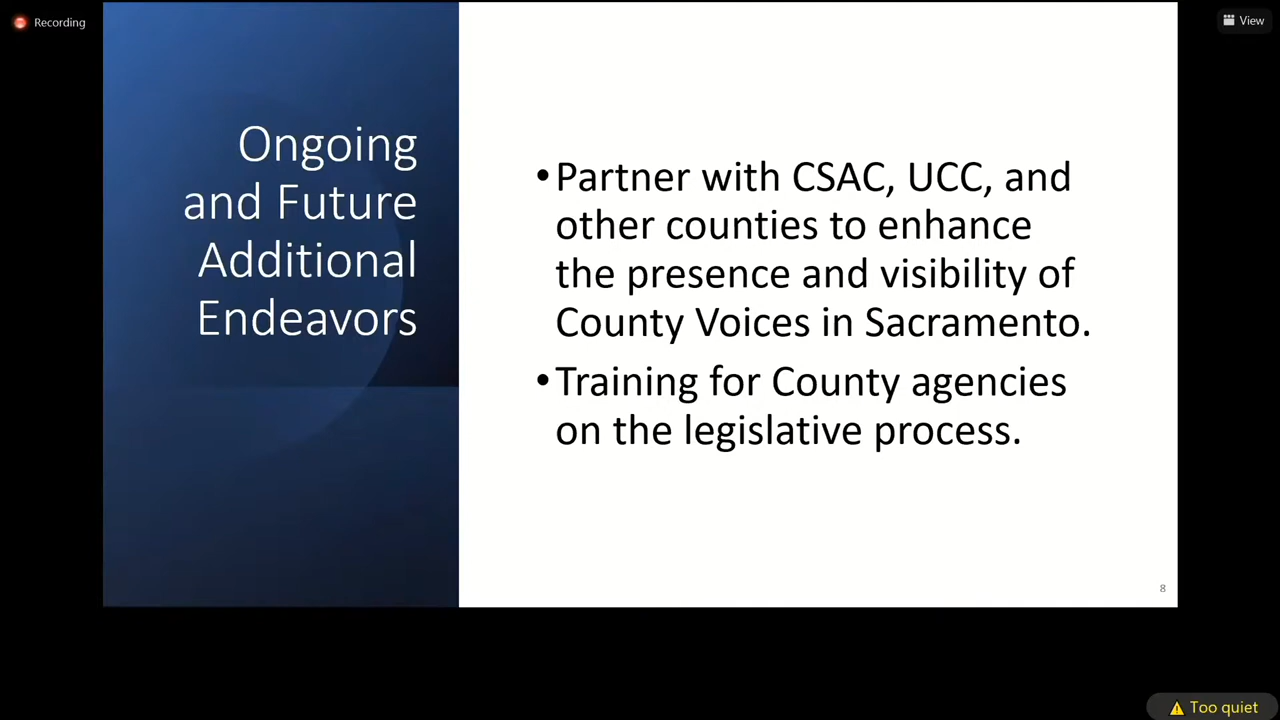 Recording
View
Ongoing
and Future
Additional
Endeavors
•Partner with CSAC, UCC, and
other counties to enhance
the presence and visibility of
County Voices in Sacramento.
•Training for County agencies
on the legislative process.
8
Too quiet